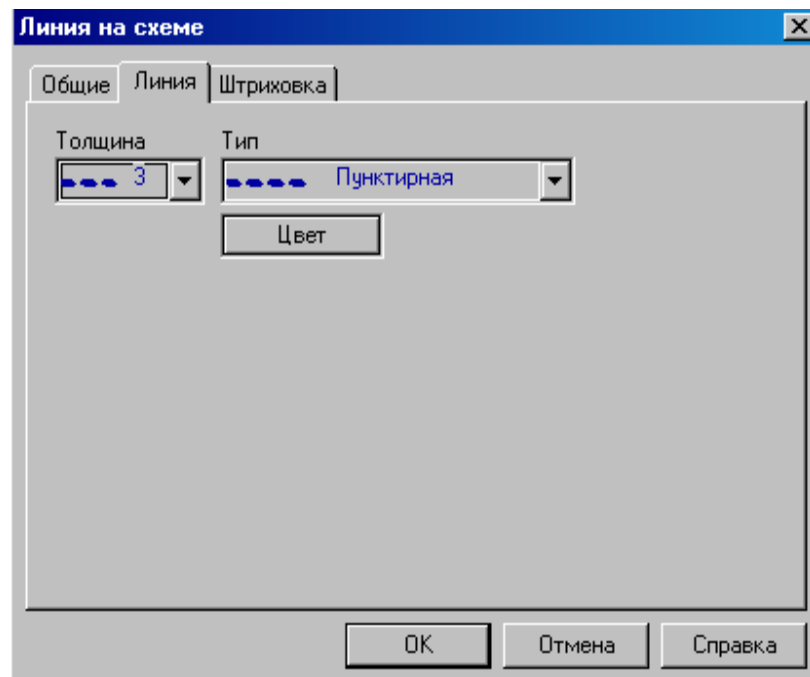 Линия на схеме
Общие Линия Штриховка
Толщина Тип
3 Пунктирная
Цвет
OK Отмена Справка